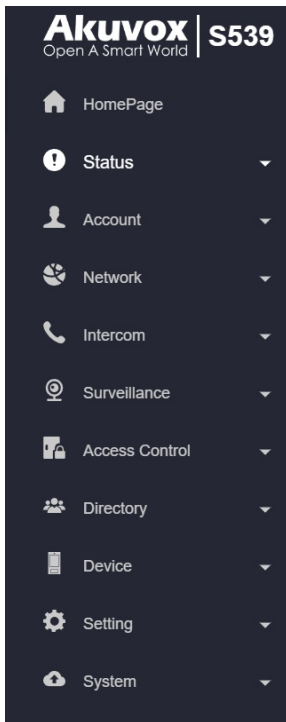 Akuvox
Open A Smart World
S539
HomePage
Status
Account
Network
Intercom
Surveillance
Access Control
Directory
Device
Setting
System